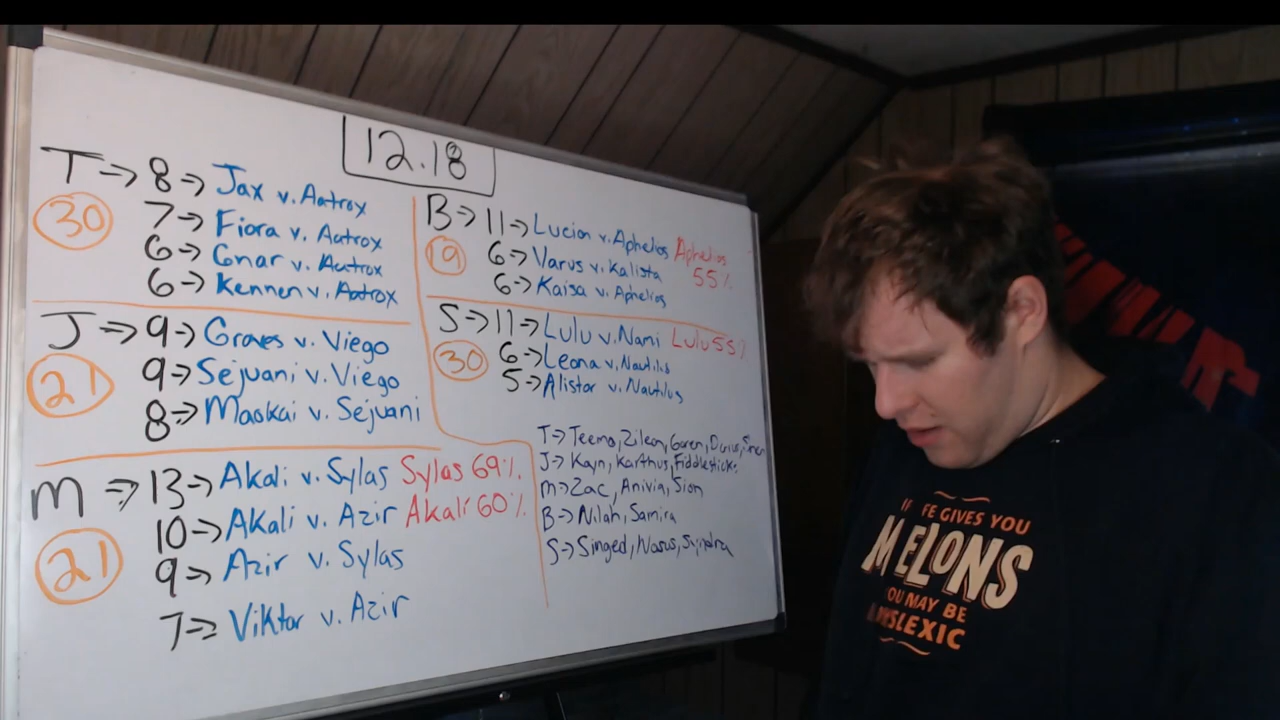 12.18
T → 8 → Jax v. Aatrox
30
7 → Fiora v. Aatrox
6 → Gnar v. Aatrox
6 → Kennen v. Aatrox
J → 9 → Graves v. Viego
21
9 → Sejuani v. Viego
8 → Maokai v. Sejuani
M → 13 → Akali v. Sylas Sylas 69%
21
10 → Akali v. Azir Akali 60%
9 → Azir v. Sylas
7 → Viktor v. Azir
B → 11 → Lucian v. Aphelios Aphelios 55%
19
6 → Varus v. Kalista
6 → Kaisa v. Aphelios
S → 11 → Lulu v. Nami Lulu 55%
30
6 → Leona v. Nautilus
5 → Alistar v. Nautilus
T → Teemo, Zilean, Garen, Darius,
J → Kayn, Karthus, Fiddlesticks
M → Zac, Anivia, Sion
B → Nilah, Samira
S → Singed, Nasus, Syndra
IF LIFE GIVES YOU
MELONS
YOU MAY BE
DYSLEXIC